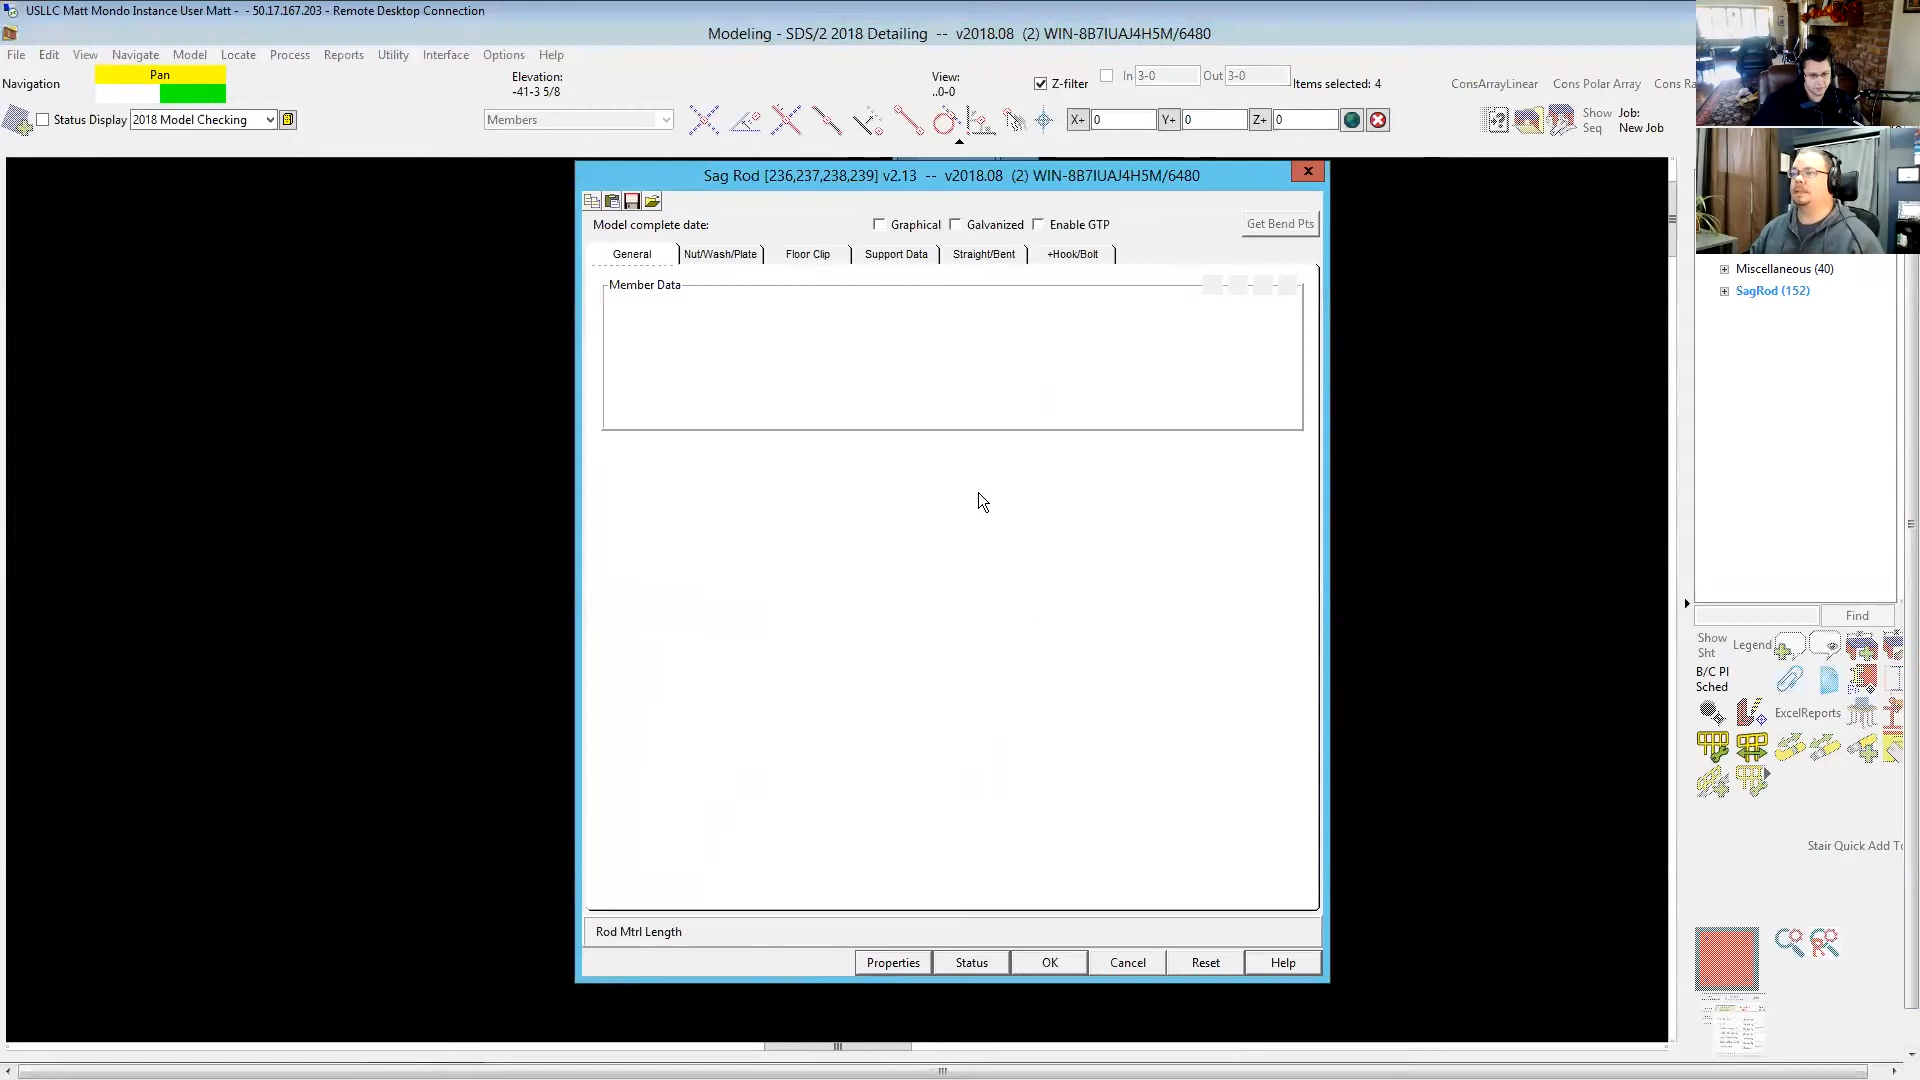 USLLC Matt Mondo Instance User Matt - - 50.17.167.203 - Remote Desktop Connection
Modeling - SDS/2 2018 Detailing -- v2018.08 (2) WIN-8B7IUAJ4H5M/6480
File Edit View Navigate Model Locate Process Reports Utility Interface Options Help
Navigation
Pan
Elevation:
-41-3 5/8
View:
..0-0
Z-filter
In 3-0
Out 3-0
Items selected: 4
ConsArrayLinear
Cons Polar Array
Cons Ra
Status Display
2018 Model Checking
Members
X+ 0
Y+ 0
Z+ 0
Show
Seq
Job:
New Job
Sag Rod [236,237,238,239] v2.13 -- v2018.08 (2) WIN-8B7IUAJ4H5M/6480
Model complete date:
Graphical
Galvanized
Enable GTP
Get Bend Pts
General
Nut/Wash/Plate
Floor Clip
Support Data
Straight/Bent
+Hook/Bolt
Member Data
Rod Mtrl Length
Properties
Status
OK
Cancel
Reset
Help
Miscellaneous (40)
SagRod (152)
Find
Show
Sht
Legend
B/C Pl
Sched
ExcelReports
Stair Quick Add To